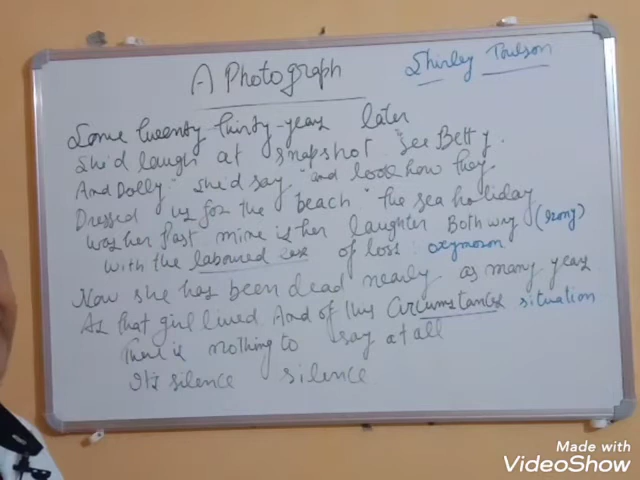 A Photograph
Shirley Toulson
Some twenty-thirty-years later
She'd laugh at snapshot "see Betty
And Dolly" she'd say "and look how they
Dressed us for the beach" the sea holiday
was her Past mine is her laughter Both wry (Irony)
with the laboured ease of loss: oxymoron
Now she has been dead nearly as many years
As that girl lived And of this Circumstances situation
There is nothing to say at all
It's silence silence
Made with
VideoShow